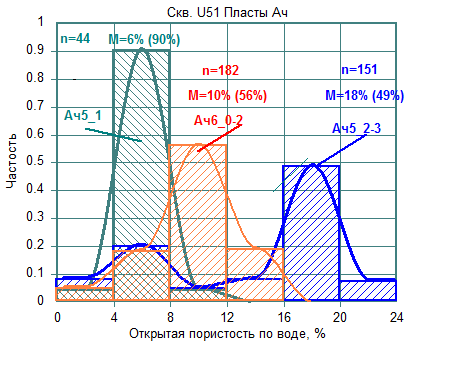 Скв. U51 Пласты Ач
Частость
1
0.9
0.8
0.7
0.6
0.5
0.4
0.3
0.2
0.1
0
n=44
M=6% (90%)
Ач5_1
n=182
M=10% (56%)
Ач6_0-2
n=151
M=18% (49%)
Ач5_2-3
0 4 8 12 16 20 24
Открытая пористость по воде, %